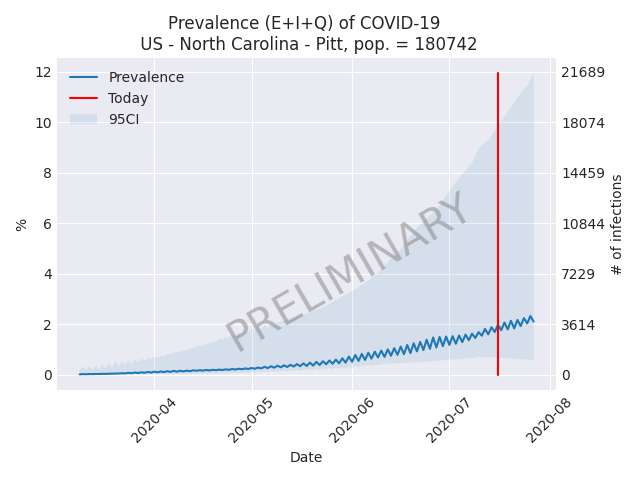 Prevalence (E+I+Q) of COVID-19
US - North Carolina - Pitt, pop. = 180742
Prevalence
Today
95CI
12
10
8
6
4
2
0
%
21689
18074
14459
10844
7229
3614
0
# of infections
PRELIMINARY
2020-04
2020-05
2020-06
2020-07
2020-08
Date